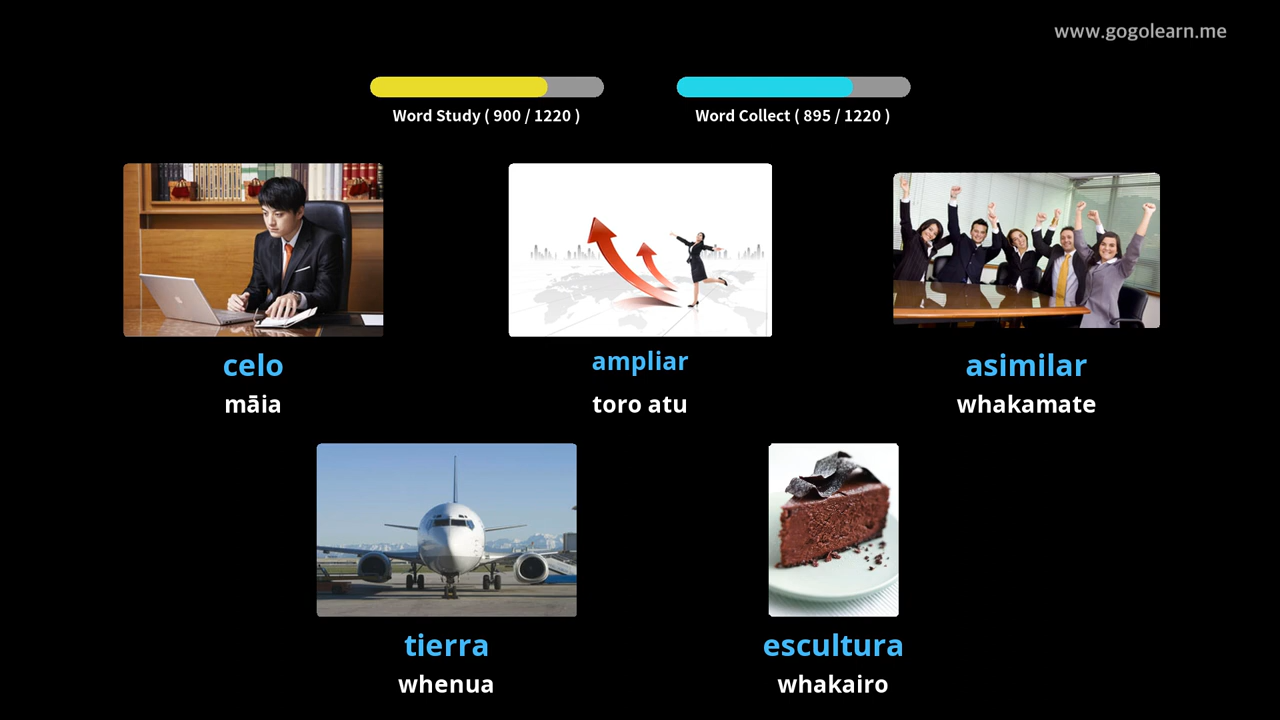 www.gogolearn.me
Word Study ( 900 / 1220 )
Word Collect ( 895 / 1220 )
celo
māia
ampliar
toro atu
asimilar
whakamate
tierra
whenua
escultura
whakairo